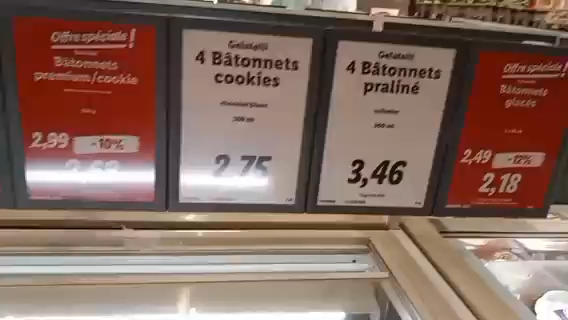 Offre spéciale!
Bâtonnets
premium/cookie
2,99 -10%
Gelatelli
4 Bâtonnets
cookies
2,75
Gelatelli
4 Bâtonnets
praliné
3,46
Offre spéciale!
Bâtonnets
glacés
2,49 -12%
2,18